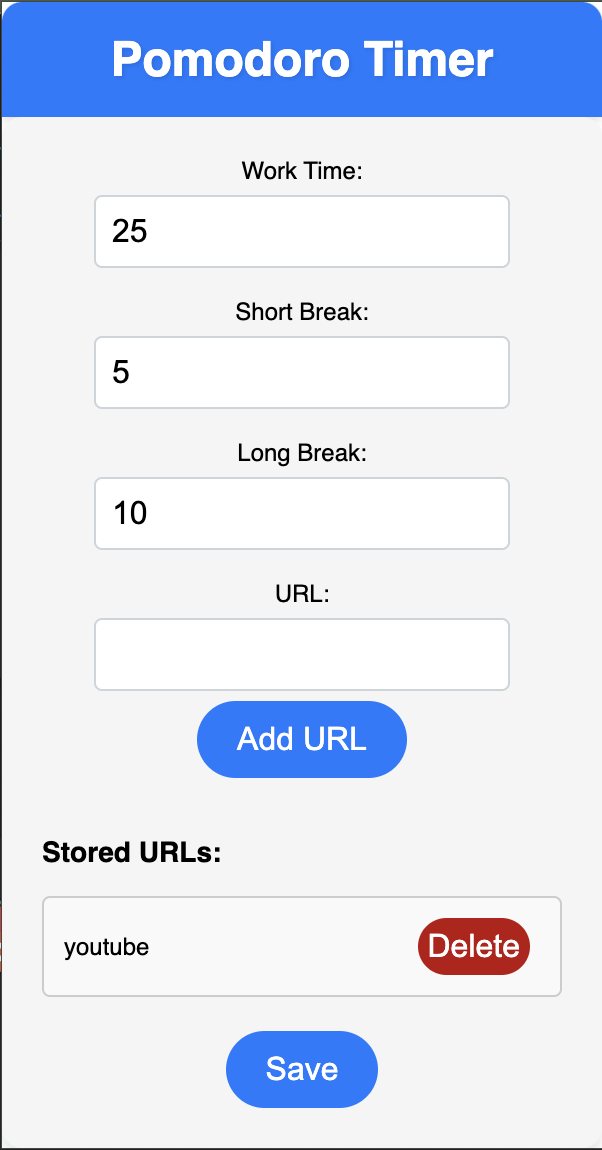 Pomodoro Timer
Work Time:
25
Short Break:
5
Long Break:
10
URL:
Add URL
Stored URLs:
youtube Delete
Save